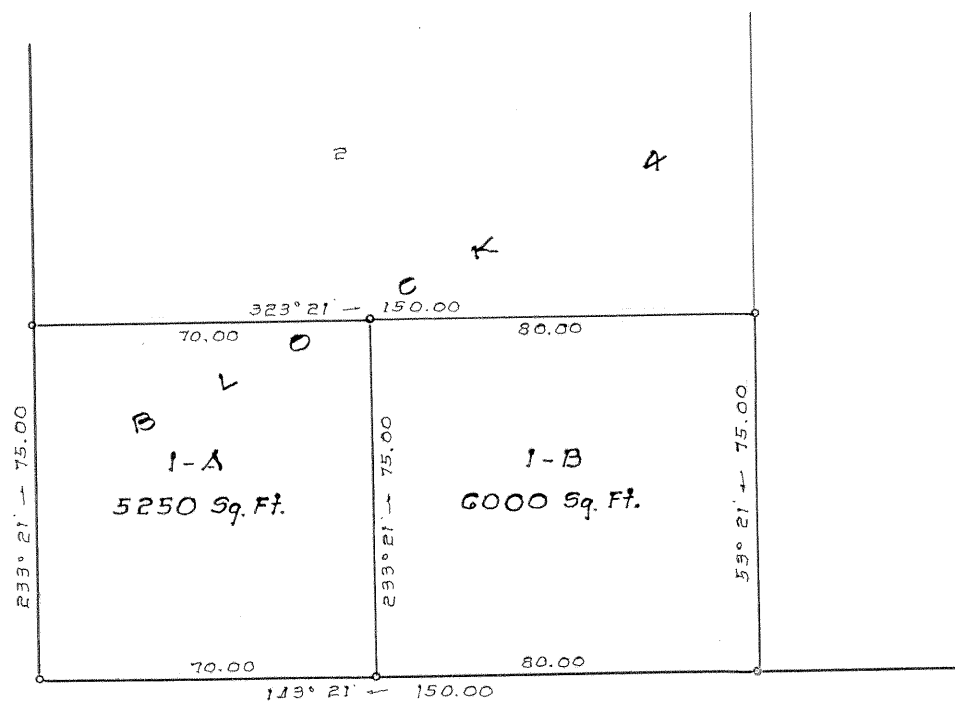 2
BLOCK A
323° 21' — 150.00
70.00
80.00
233° 21' — 75.00
233° 21' — 75.00
53° 21' — 75.00
1-A
5250 Sq. Ft.
1-B
6000 Sq. Ft.
70.00
80.00
143° 21' — 150.00